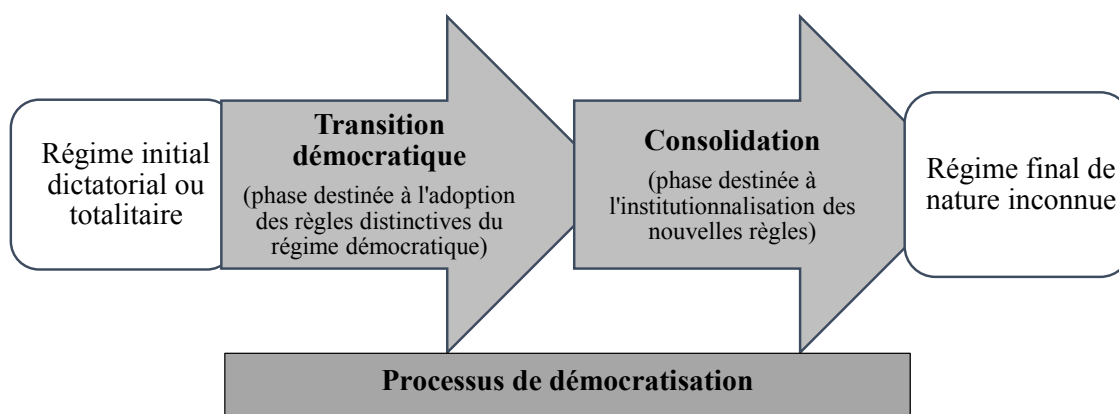 Régime initial
dictatorial ou
totalitaire
Transition
démocratique
(phase destinée à l'adoption
des règles distinctives du
régime démocratique)
Consolidation
(phase destinée à
l'institutionnalisation des
nouvelles règles)
Régime final de
nature inconnue
Processus de démocratisation